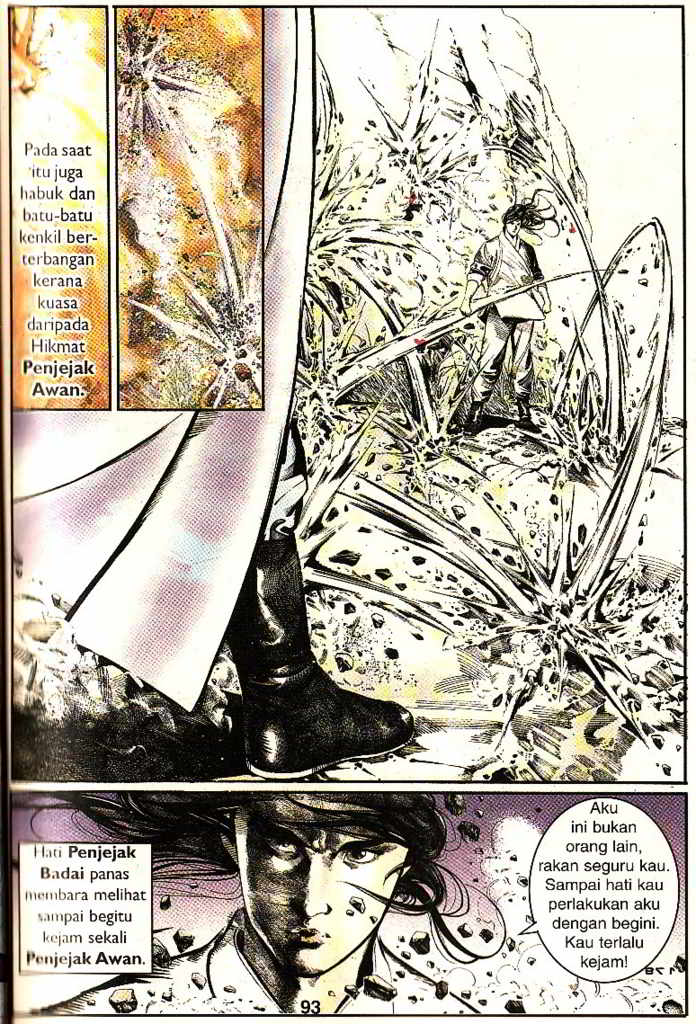 Pada saat
itu juga
habuk dan
batu-batu
kenkil ber-
terbangan
kerana
kuasa
daripada
Hikmat
Penjejak
Awan.
Hati Penjejak
Badai panas
membara melihat
sampai begitu
kejam sekali
Penjejak Awan.
Aku
ini bukan
orang lain,
rakan seguru kau.
Sampai hati kau
perlakukan aku
dengan begini.
Kau terlalu
kejam!
93